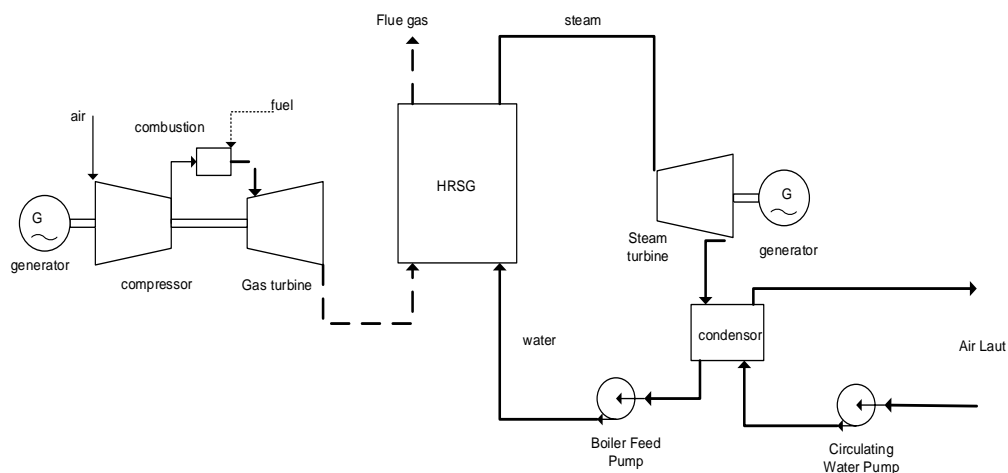 Flue gas
steam
air
fuel
combustion
HRSG
G
generator
compressor
Gas turbine
G
Steam
turbine
generator
water
condensor
Air Laut
Boiler Feed
Pump
Circulating
Water Pump